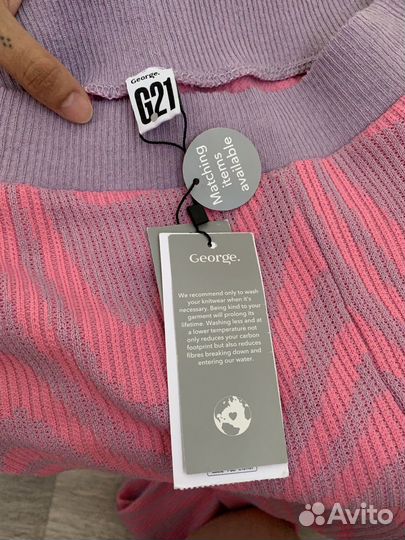 George.
G21
Matching
items
available
George.
We recommend only to wash
your knitwear when it's
necessary. Being kind to your
garment will prolong its
lifetime. Washing less and at
a lower temperature not
only reduces your carbon
footprint but also reduces
fibres breaking down and
entering our water.
Avito